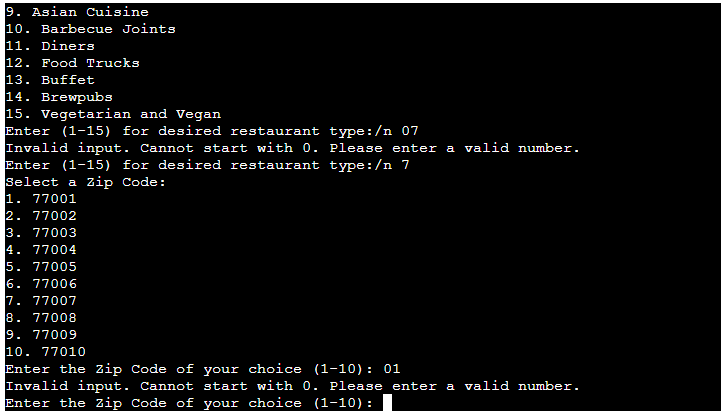 9. Asian Cuisine
10. Barbecue Joints
11. Diners
12. Food Trucks
13. Buffet
14. Brewpubs
15. Vegetarian and Vegan
Enter (1-15) for desired restaurant type:/n 07
Invalid input. Cannot start with 0. Please enter a valid number.
Enter (1-15) for desired restaurant type:/n 7
Select a Zip Code:
1. 77001
2. 77002
3. 77003
4. 77004
5. 77005
6. 77006
7. 77007
8. 77008
9. 77009
10. 77010
Enter the Zip Code of your choice (1-10): 01
Invalid input. Cannot start with 0. Please enter a valid number.
Enter the Zip Code of your choice (1-10):